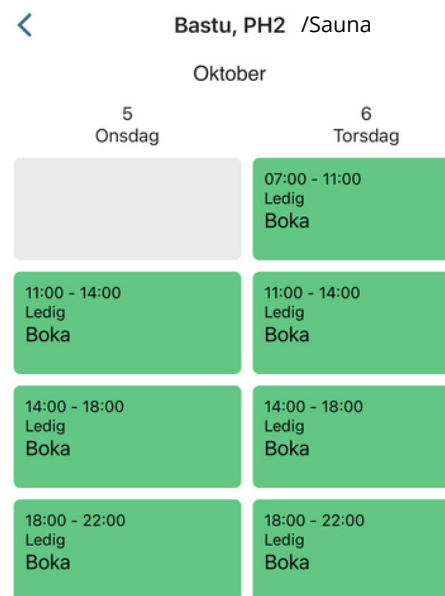 Bastu, PH2 /Sauna
Oktober
5
Onsdag
6
Torsdag
07:00 - 11:00
Ledig
Boka
11:00 - 14:00
Ledig
Boka
11:00 - 14:00
Ledig
Boka
14:00 - 18:00
Ledig
Boka
14:00 - 18:00
Ledig
Boka
18:00 - 22:00
Ledig
Boka
18:00 - 22:00
Ledig
Boka